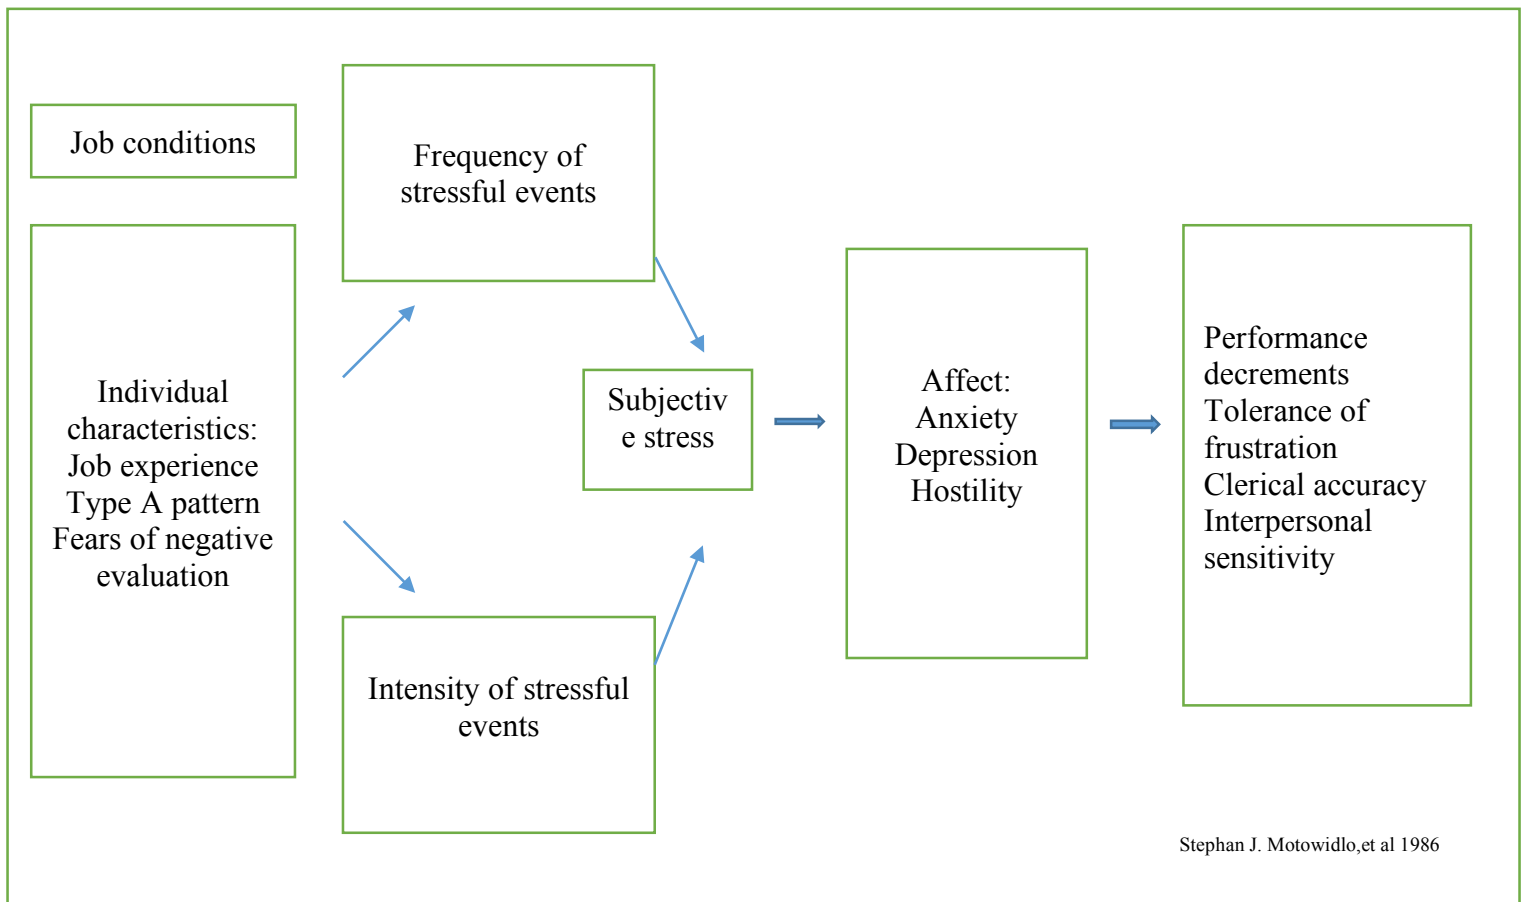 Job conditions
Frequency of
stressful events
Individual
characteristics:
Job experience
Type A pattern
Fears of negative
evaluation
Subjectiv
e stress
Intensity of stressful
events
Affect:
Anxiety
Depression
Hostility
Performance
decrements
Tolerance of
frustration
Clerical accuracy
Interpersonal
sensitivity
Stephan J. Motowidlo,et al 1986